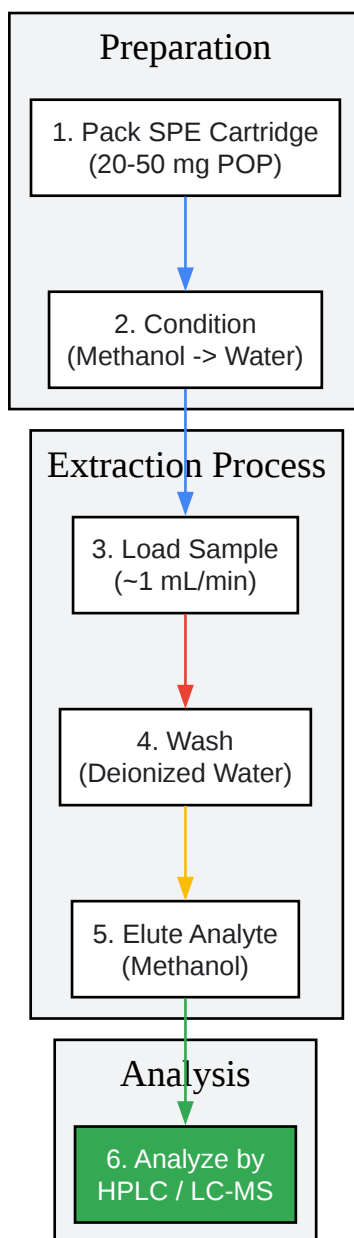 Preparation
1. Pack SPE Cartridge
(20-50 mg POP)
2. Condition
(Methanol -> Water)
Extraction Process
3. Load Sample
(~1 mL/min)
4. Wash
(Deionized Water)
5. Elute Analyte
(Methanol)
Analysis
6. Analyze by
HPLC / LC-MS